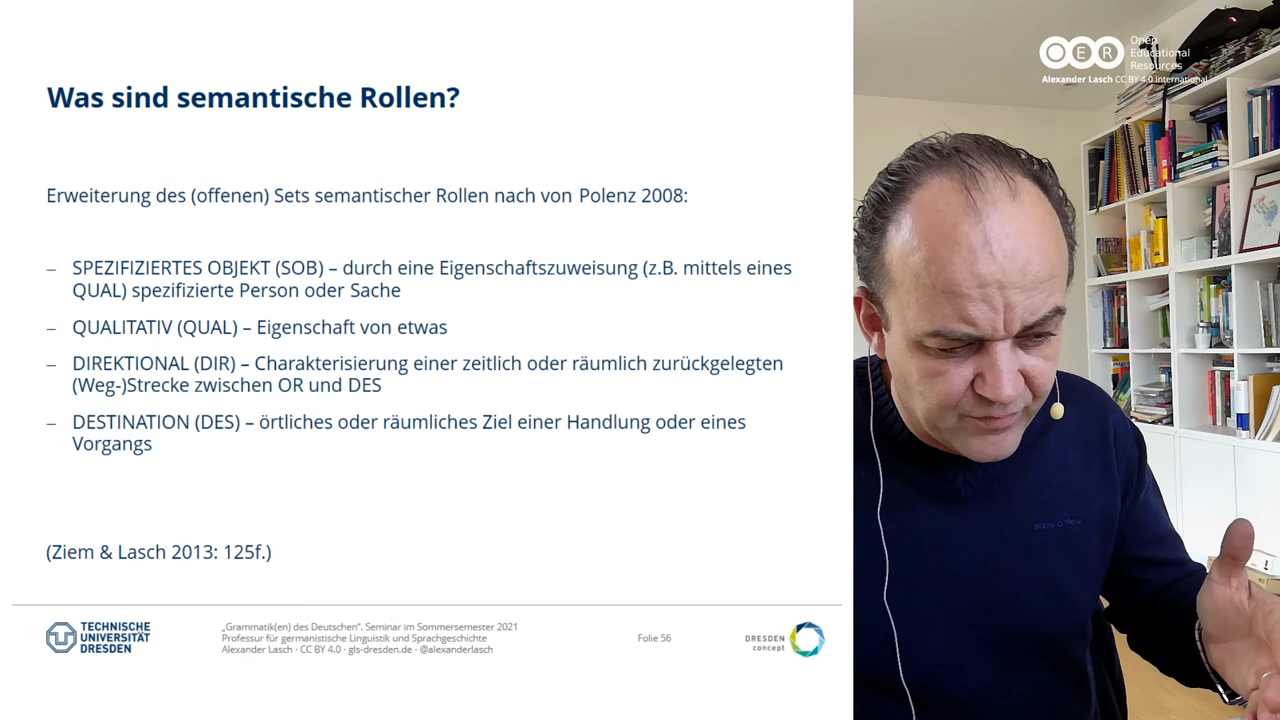 Was sind semantische Rollen?
Erweiterung des (offenen) Sets semantischer Rollen nach von Polenz 2008:
– SPEZIFIZIERTES OBJEKT (SOB) – durch eine Eigenschaftszuweisung (z.B. mittels eines
QUAL) spezifizierte Person oder Sache
– QUALITATIV (QUAL) – Eigenschaft von etwas
– DIREKTIONAL (DIR) – Charakterisierung einer zeitlich oder räumlich zurückgelegten
(Weg-)Strecke zwischen OR und DES
– DESTINATION (DES) – örtliches oder räumliches Ziel einer Handlung oder eines
Vorgangs
(Ziem & Lasch 2013: 125f.)
TECHNISCHE
UNIVERSITÄT
DRESDEN
„Grammatik(en) des Deutschen“. Seminar im Sommersemester 2021
Professur für germanistische Linguistik und Sprachgeschichte
Alexander Lasch · CC BY 4.0 · gls-dresden.de · @alexanderlasch
Folie 56
DRESDEN
concept
OER
Open
Educational
Resources
Alexander Lasch CC BY 4.0 International